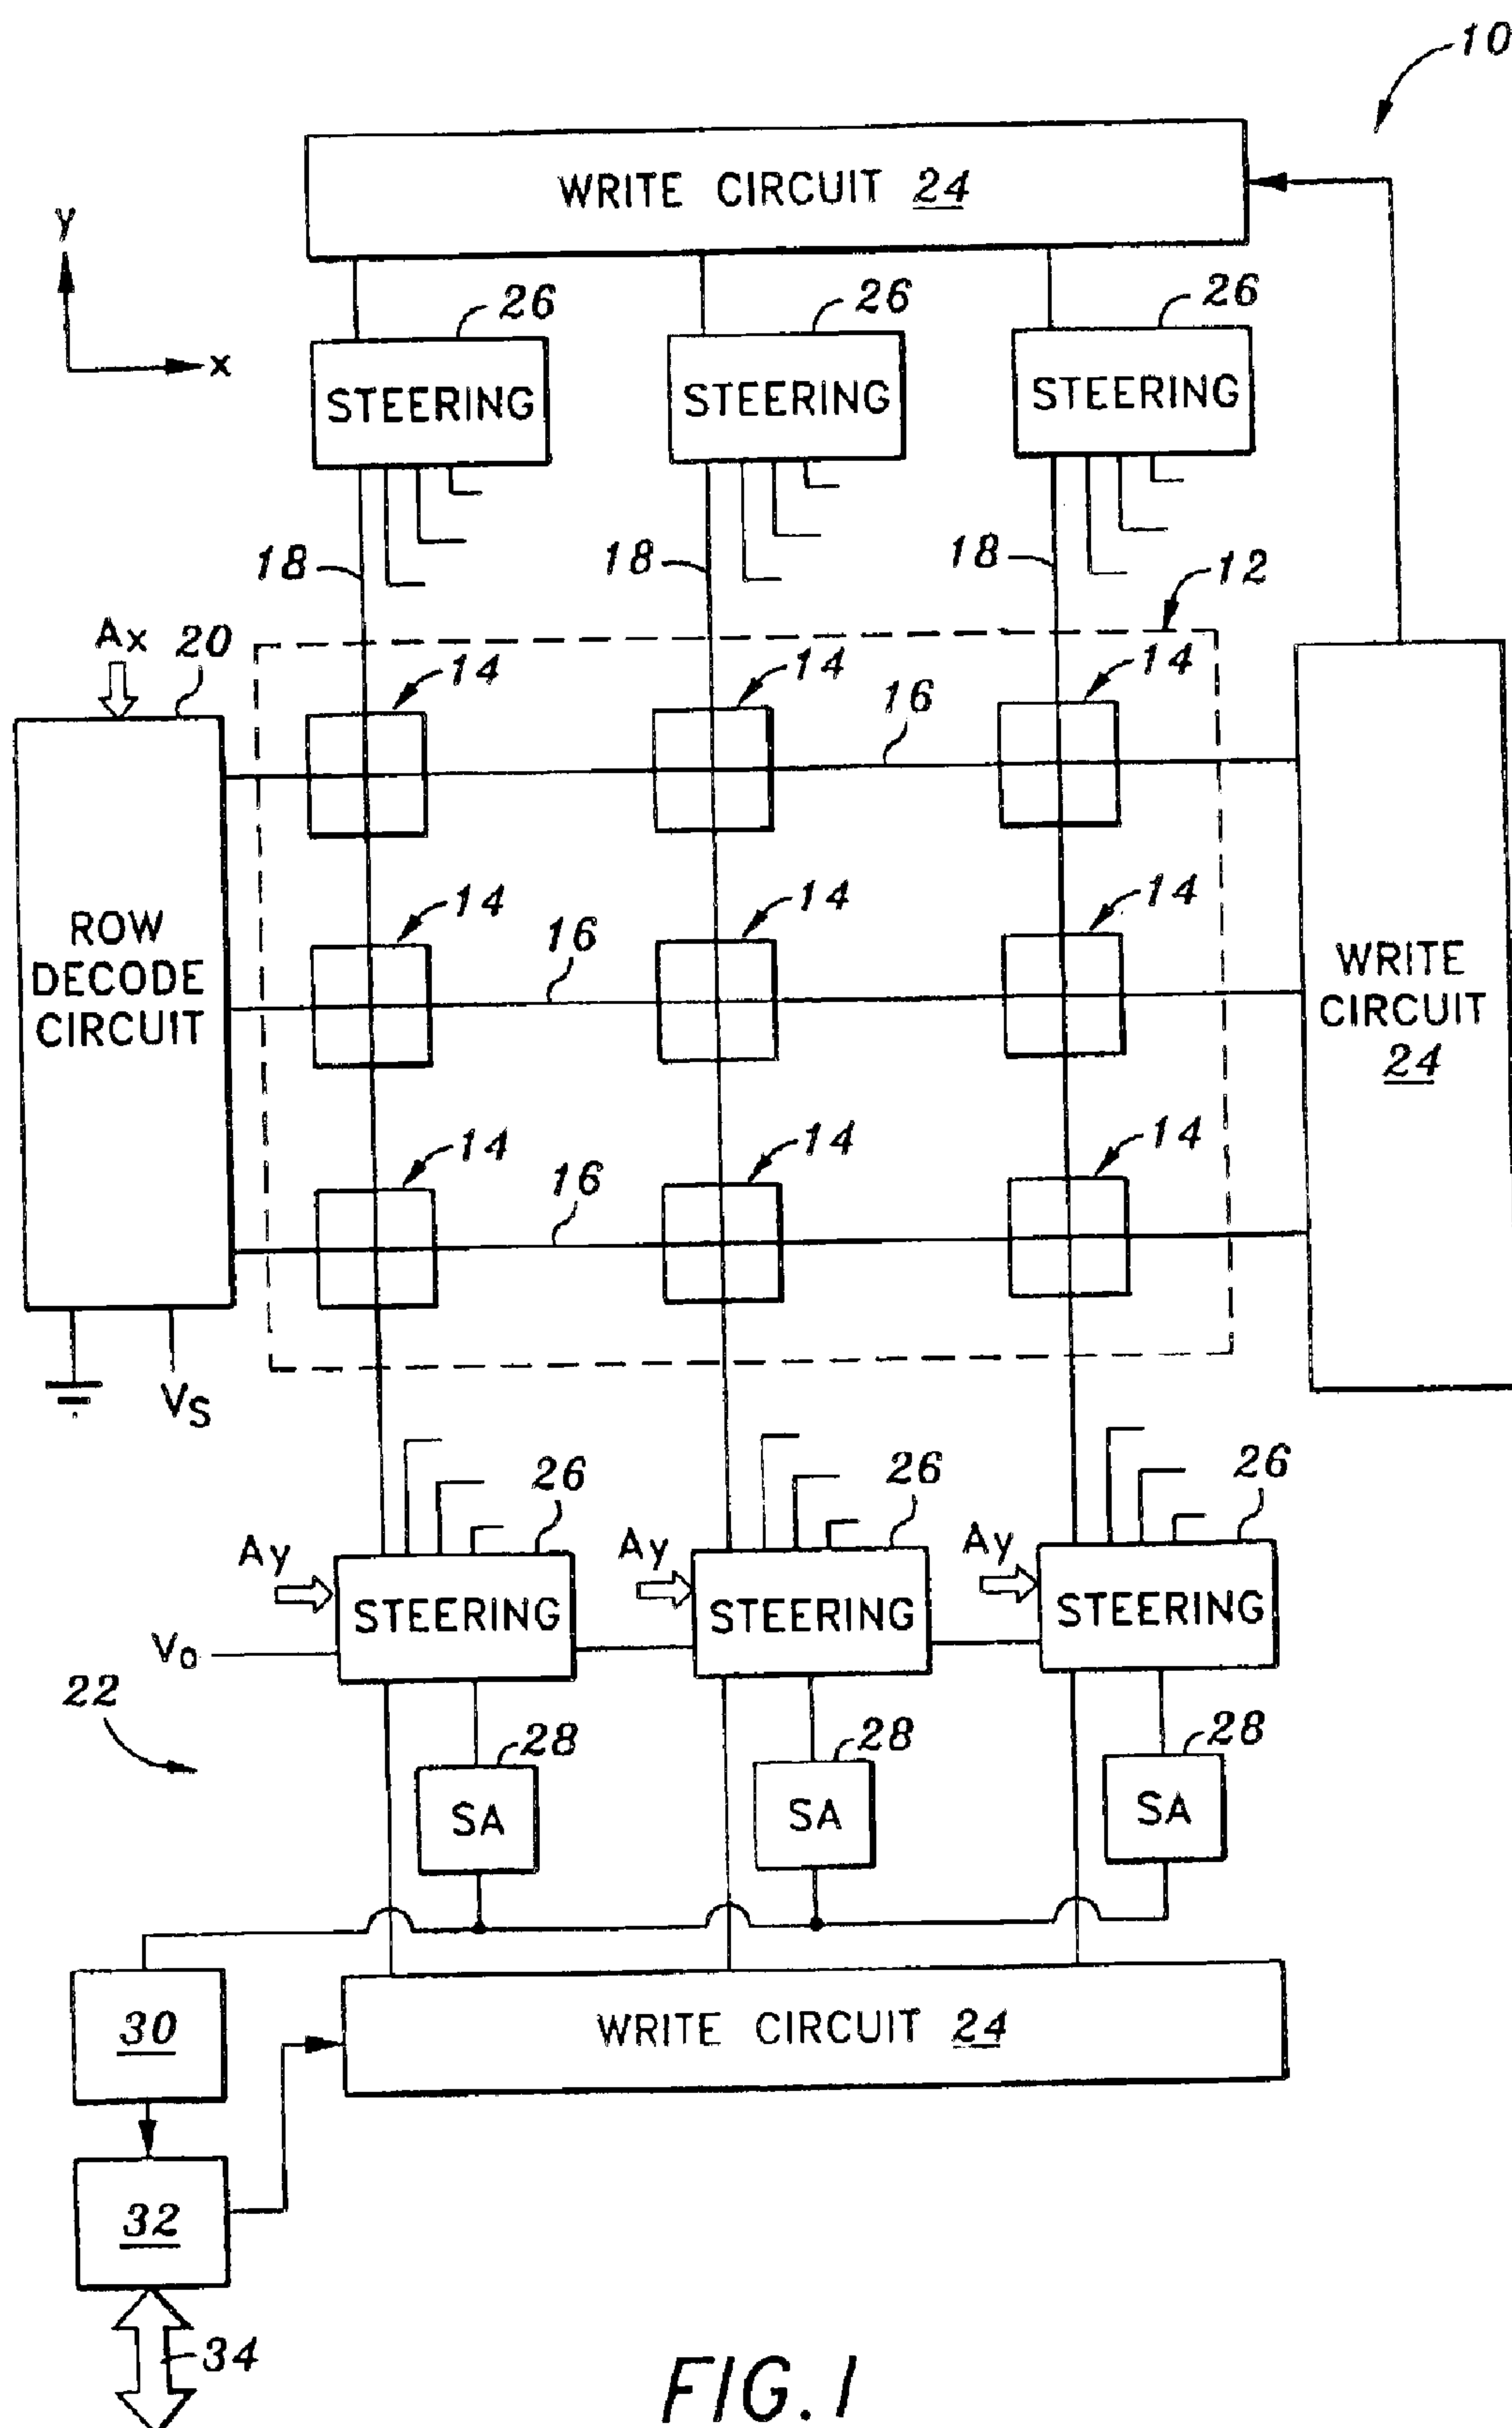 10
WRITE CIRCUIT 24
y
x
26
26
26
STEERING
STEERING
STEERING
18
18
18
12
Ax
20
14
14
14
16
ROW
DECODE
CIRCUIT
14
14
14
16
WRITE
CIRCUIT
24
14
14
14
16
VS
26
26
26
Ay
Ay
Ay
STEERING
STEERING
STEERING
Vo
22
28
28
28
SA
SA
SA
30
WRITE CIRCUIT 24
32
34
FIG. 1